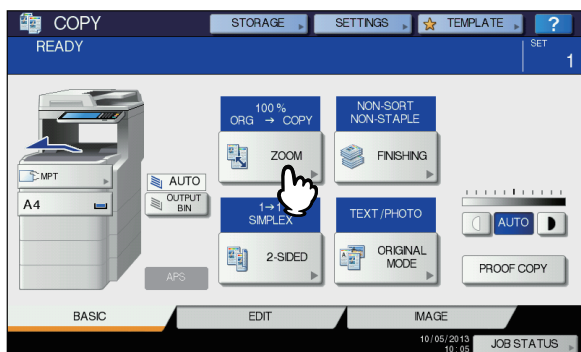 COPY
STORAGE
SETTINGS
TEMPLATE
?
READY
SET
1
100 %
ORG → COPY
NON-SORT
NON-STAPLE
ZOOM
FINISHING
MPT
A4
AUTO
OUTPUT
BIN
1→1
SIMPLEX
TEXT/PHOTO
2-SIDED
ORIGINAL
MODE
AUTO
APS
PROOF COPY
BASIC
EDIT
IMAGE
10/05/2013
10:05
JOB STATUS